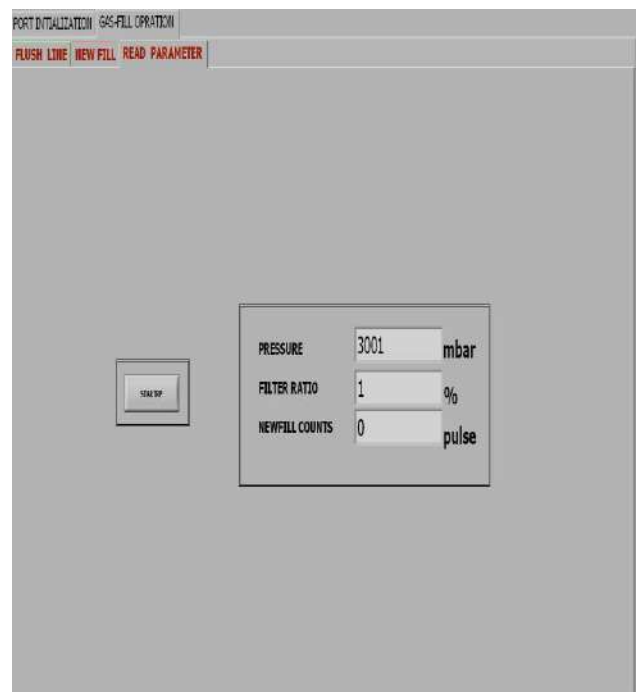 PORT INTIALIZATION GAS-FILL OPRATION
FLUSH LINE NEW FILL READ PARAMETER
PRESSURE 3001 mbar
FILTER RATIO 1 %
NEWFILL COUNTS 0 pulse